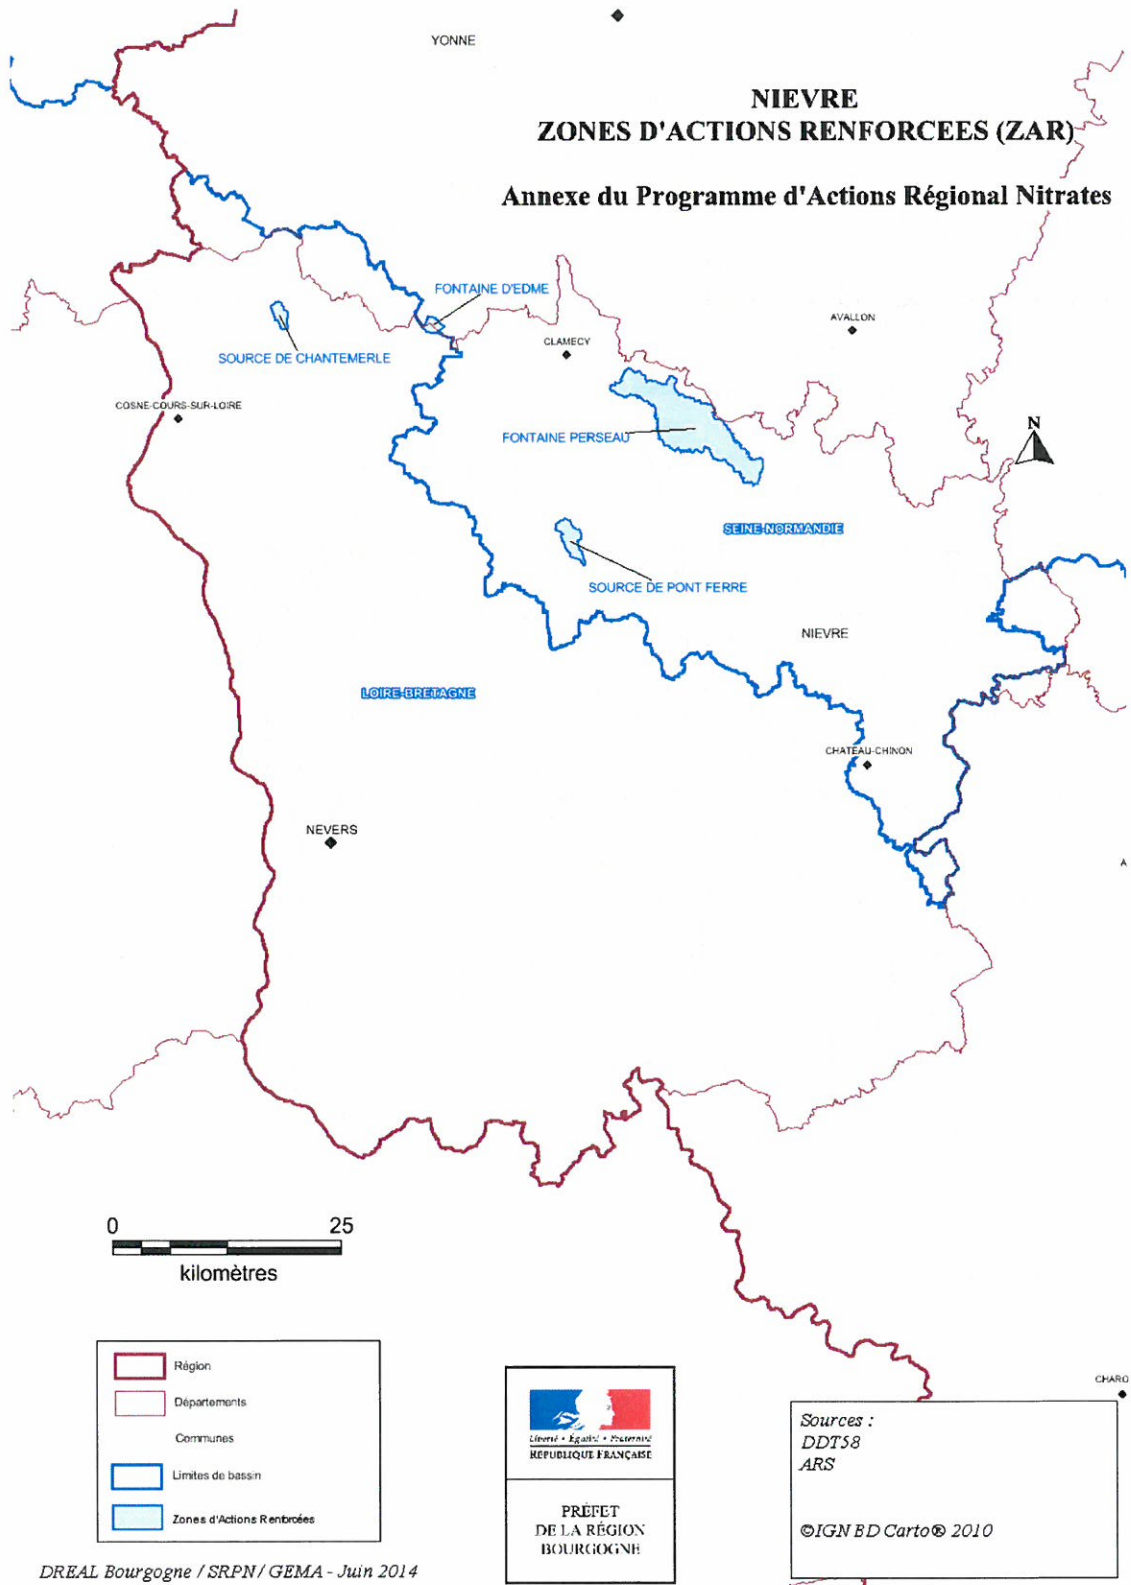 YONNE
NIEVRE
ZONES D'ACTIONS RENFORCEES (ZAR)
Annexe du Programme d'Actions Régional Nitrates
FONTAINE D'EDME
AVALLON
CLAMECY
SOURCE DE CHANTEMERLE
COSNE-COURS-SUR-LOIRE
N
FONTAINE PERSEAU
SEINE-NORMANDIE
SOURCE DE PONT FERRE
NIEVRE
LOIRE-BRETAGNE
CHATEAU-CHINON
NEVERS
A
0 25
kilomètres
Région
Départements
Communes
Limites de bassin
Zones d'Actions Renforcées
Liberté • Égalité • Fraternité
RÉPUBLIQUE FRANÇAISE
PRÉFET
DE LA RÉGION
BOURGOGNE
CHARO
Sources :
DDT58
ARS
©IGN BD Carto® 2010
DREAL Bourgogne / SRPN / GEMA - Juin 2014